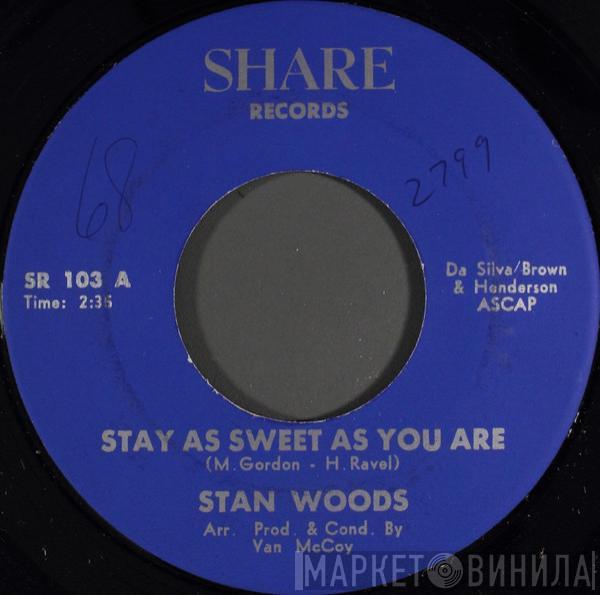 SHARE
RECORDS
68
2799
SR 103 A
Time: 2:35
Da Silva/Brown
& Henderson
ASCAP
STAY AS SWEET AS YOU ARE
(M. Gordon - H. Ravel)
STAN WOODS
Arr. Prod. & Cond. By
Van McCoy
МАРКЕТ ВИНИЛА